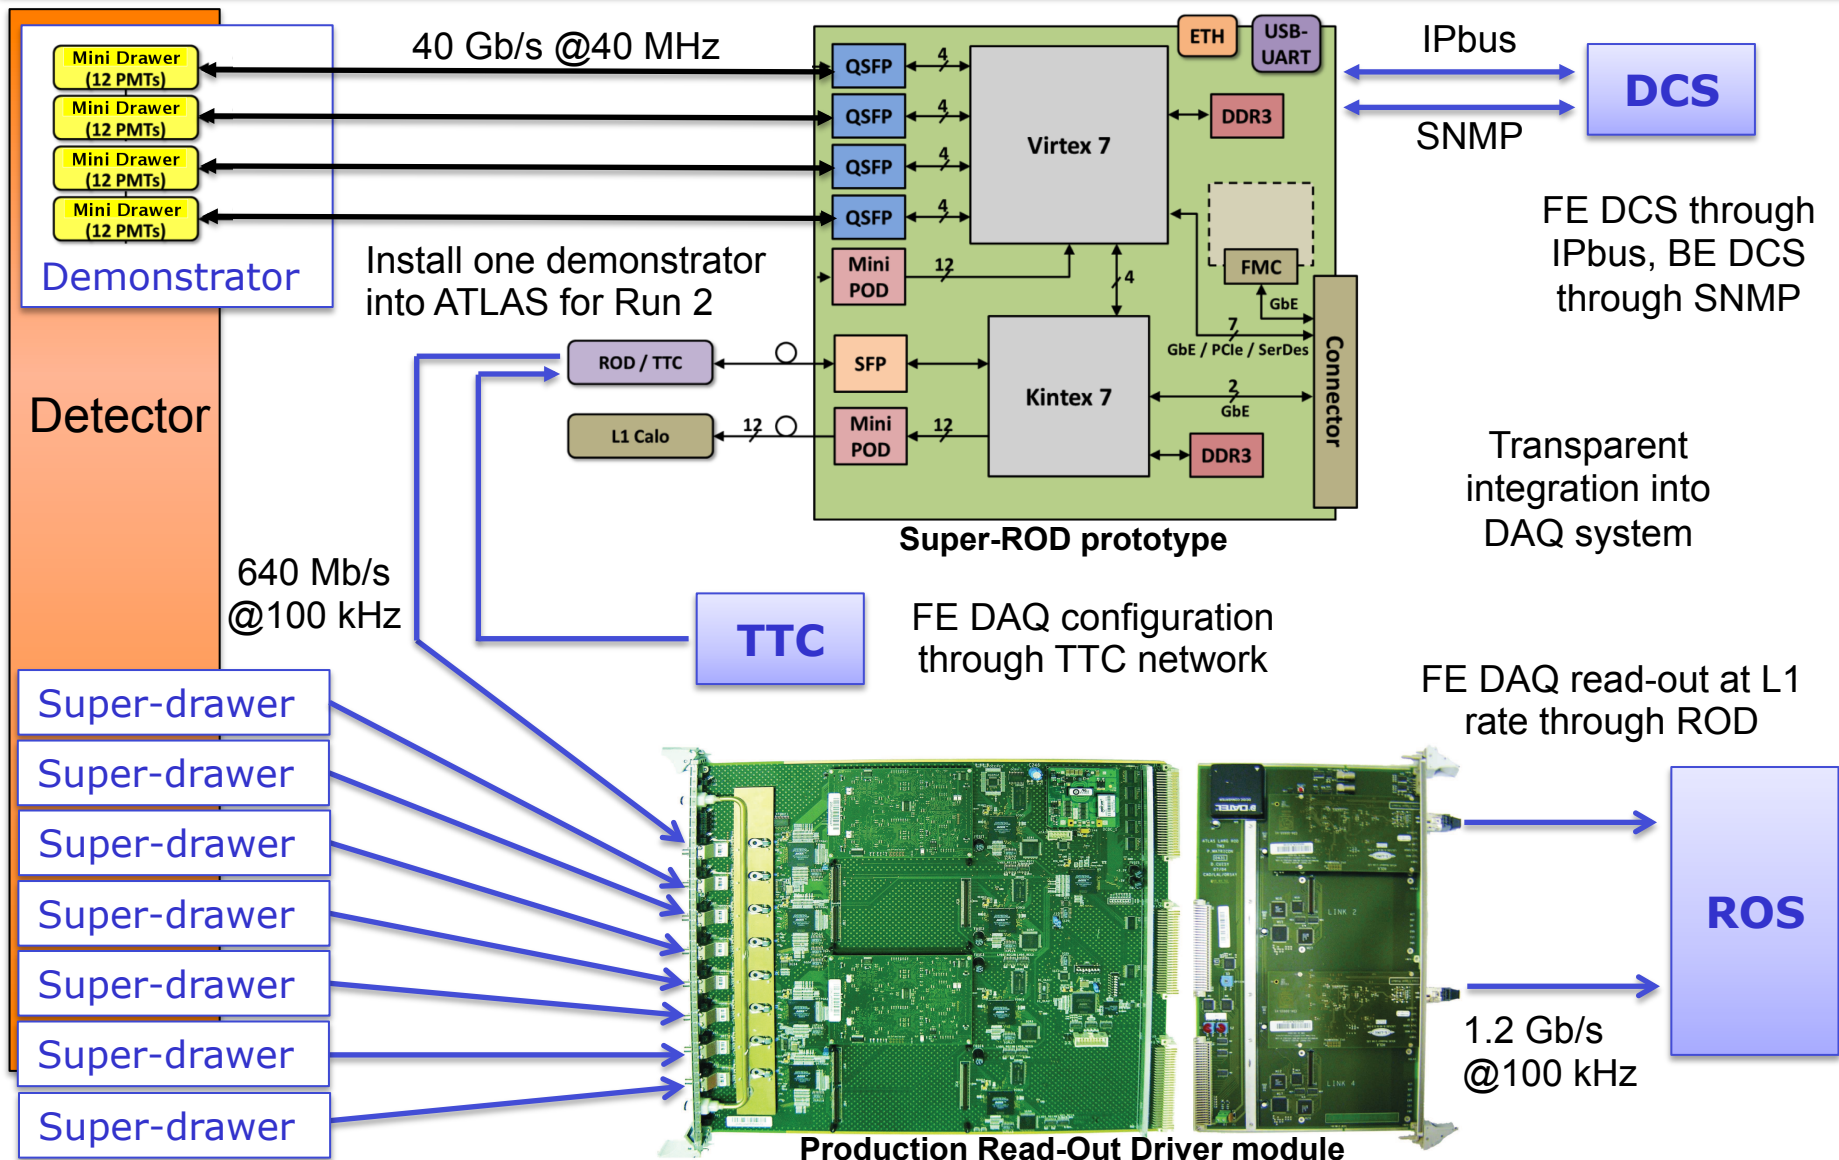 Mini Drawer
(12 PMTs)
Mini Drawer
(12 PMTs)
Mini Drawer
(12 PMTs)
Mini Drawer
(12 PMTs)
Demonstrator
Detector
40 Gb/s @40 MHz
Install one demonstrator
into ATLAS for Run 2
QSFP
4
QSFP
4
QSFP
4
QSFP
4
Mini
POD
12
Virtex 7
ETH
USB-
UART
DDR3
FMC
GbE
4
7
GbE / PCIe / SerDes
ROD / TTC
SFP
Kintex 7
2
GbE
L1 Calo
12
Mini
POD
12
DDR3
Connector
Super-ROD prototype
IPbus
SNMP
DCS
FE DCS through
IPbus, BE DCS
through SNMP
Transparent
integration into
DAQ system
640 Mb/s
@100 kHz
TTC
FE DAQ configuration
through TTC network
FE DAQ read-out at L1
rate through ROD
Super-drawer
Super-drawer
Super-drawer
Super-drawer
Super-drawer
Super-drawer
Super-drawer
DATEL
LINK 2
LINK 4
ROS
1.2 Gb/s
@100 kHz
Production Read-Out Driver module